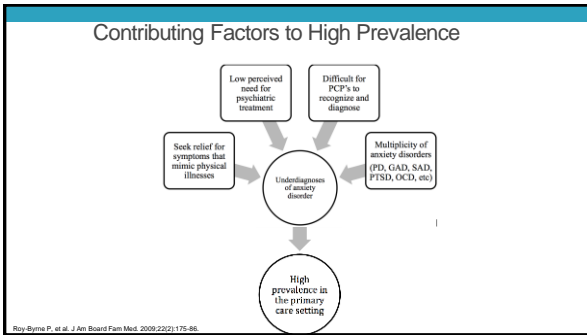 Contributing Factors to High Prevalence
Low perceived
need for
psychiatric
treatment
Difficult for
PCP's to
recognize and
diagnose
Seek relief for
symptoms that
mimic physical
illnesses
Multiplicity of
anxiety disorders
(PD, GAD, SAD,
PTSD, OCD, etc)
Underdiagnoses
of anxiety
disorder
High
prevalence in
the primary
care setting
Roy-Byrne P, et al. J Am Board Fam Med. 2009;22(2):175-86.